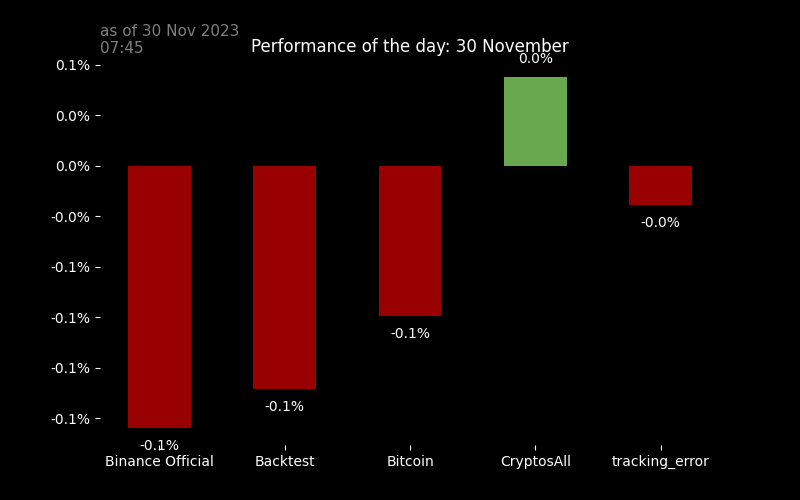 as of 30 Nov 2023
07:45
Performance of the day: 30 November
0.1%
0.0%
0.0%
-0.0%
-0.1%
-0.1%
-0.1%
-0.1%
0.0%
-0.0%
-0.1%
-0.1%
-0.1%
Binance Official
Backtest
Bitcoin
CryptosAll
tracking_error